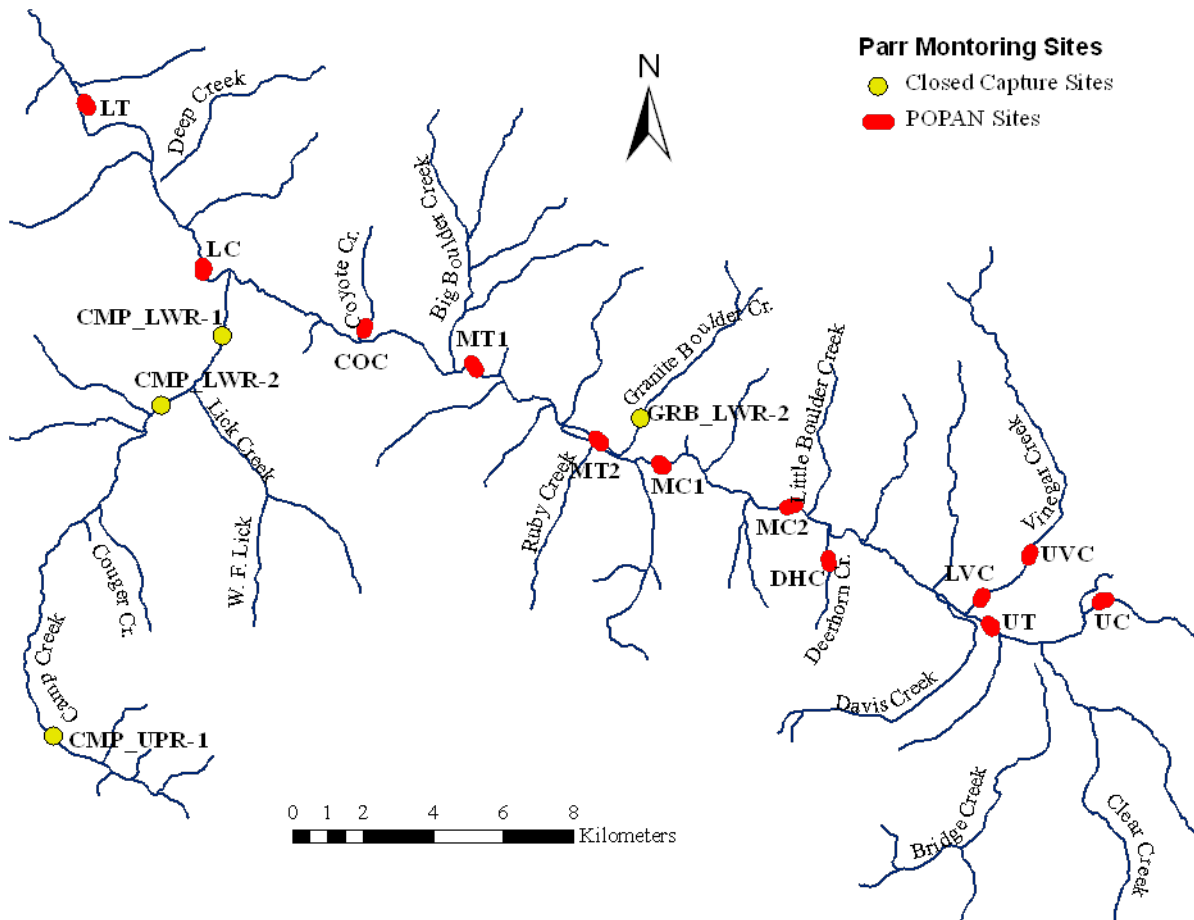 Parr Montoring Sites
Closed Capture Sites
POPAN Sites
N
LT
Deep Creek
LC
Coyote Cr.
Big Boulder Creek
CMP_LWR-1
COC
MT1
CMP_LWR-2
Granite Boulder Cr.
GRB_LWR-2
Little Boulder Creek
Lick Creek
MT2
MC1
Ruby Creek
MC2
Vinegar Creek
UVC
LVC
DHC
Deerhorn Cr.
UT
UC
W. F. Lick
Couger Cr.
Camp Creek
CMP_UPR-1
Davis Creek
Bridge Creek
Clear Creek
0 1 2 4 6 8
Kilometers